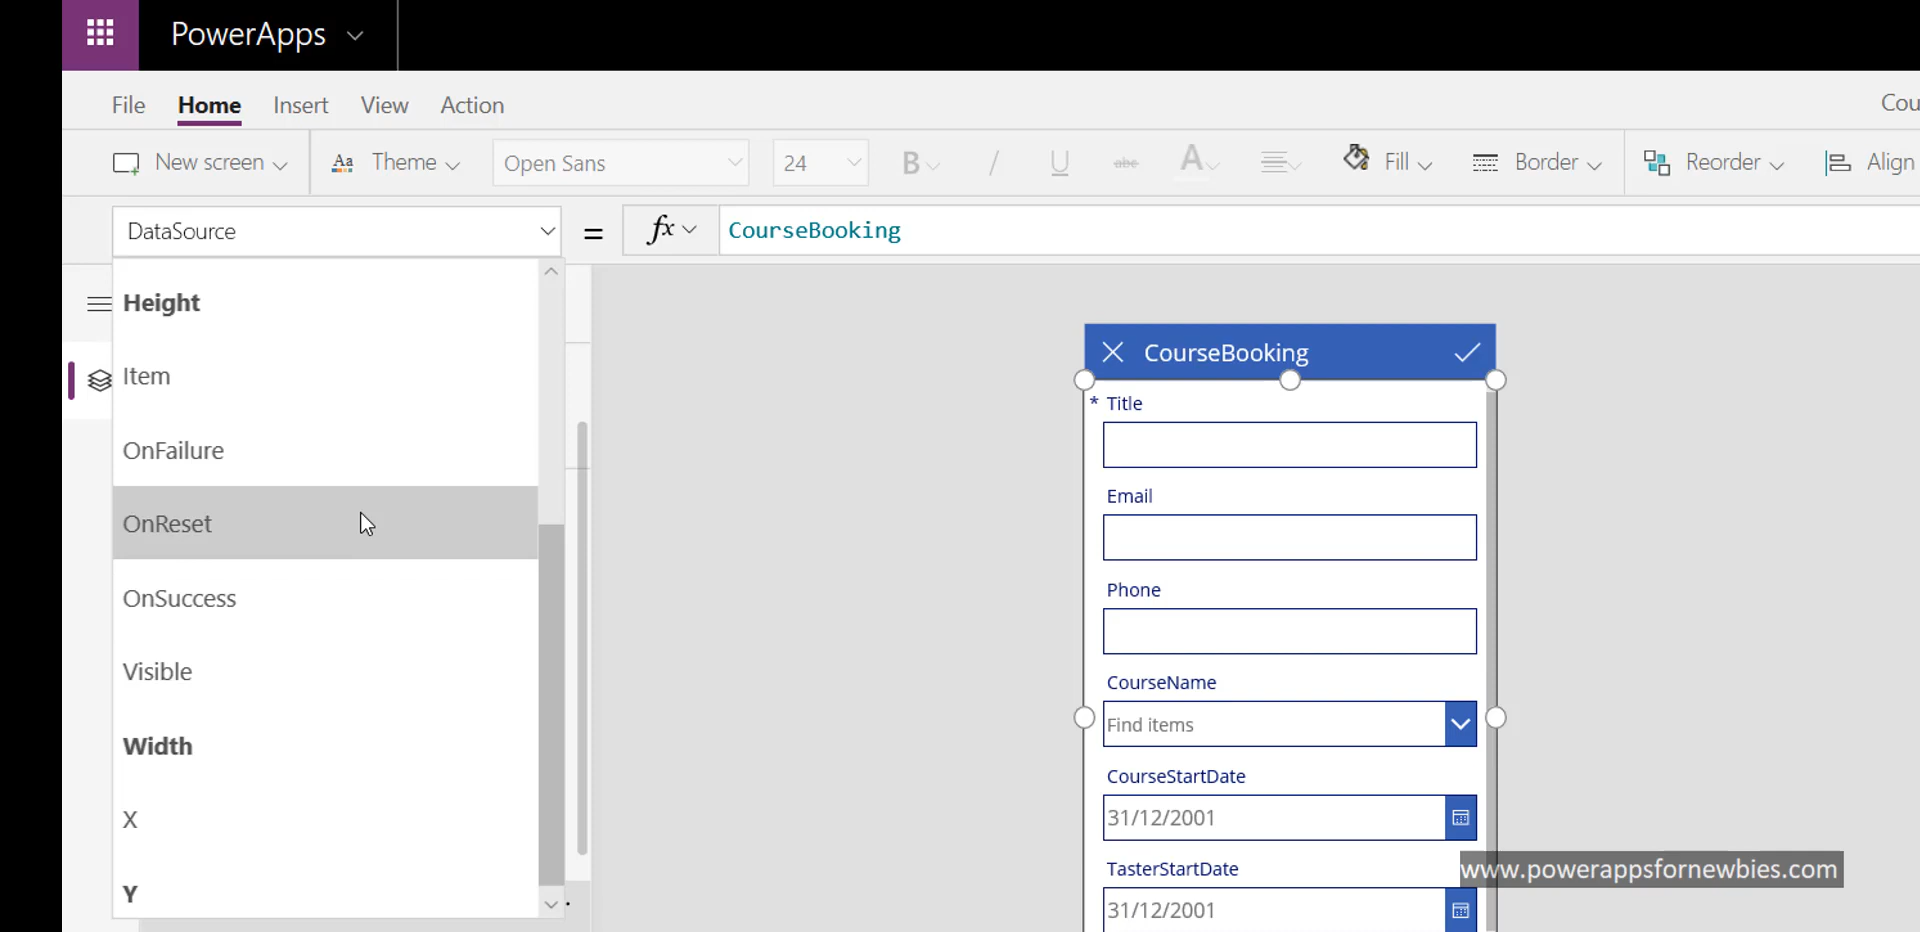 PowerApps
File Home Insert View Action
Cou
New screen Theme Open Sans 24 B / U abc A Fill Border Reorder Align
DataSource = fx CourseBooking
Height
Item
OnFailure
OnReset
OnSuccess
Visible
Width
X
Y
CourseBooking
* Title
Email
Phone
CourseName
Find items
CourseStartDate
31/12/2001
TasterStartDate
31/12/2001
www.powerappsfornewbies.com